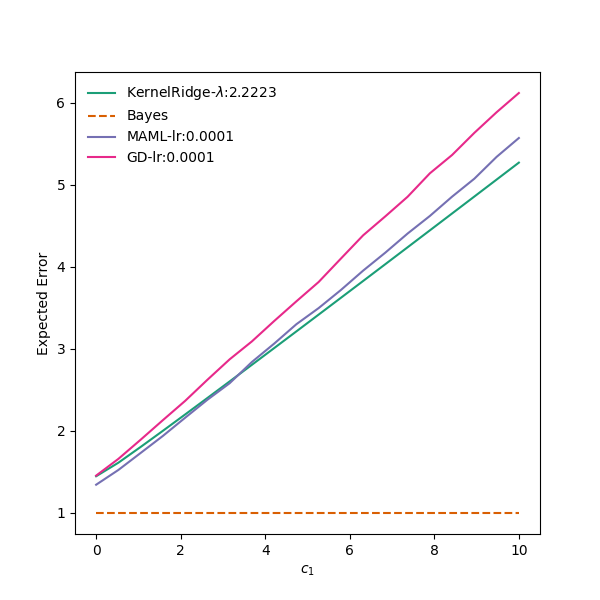 KernelRidge-λ:2.2223
Bayes
MAML-lr:0.0001
GD-lr:0.0001
Expected Error
6
5
4
3
2
1
0 2 4 6 8 10
c₁